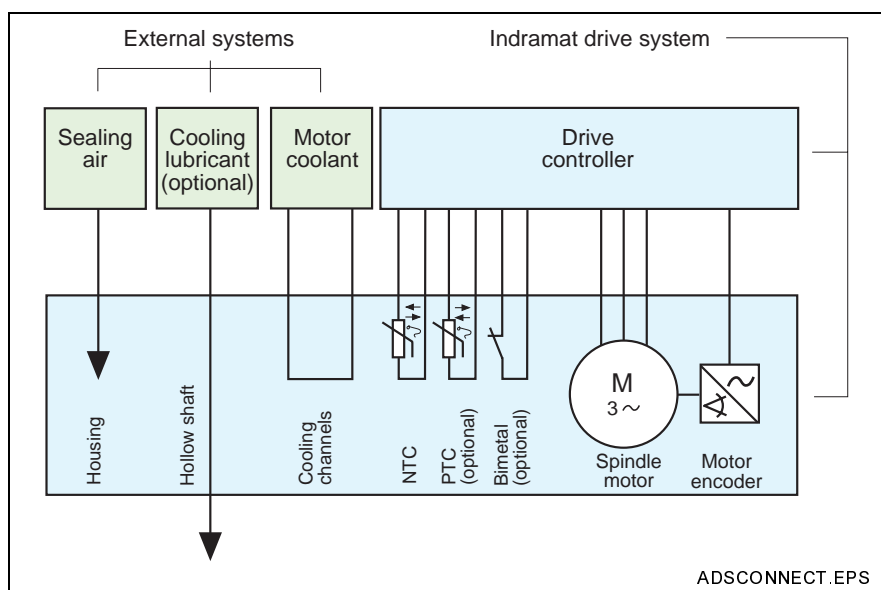 External systems
Indramat drive system
Sealing
air
Cooling
lubricant
(optional)
Motor
coolant
Drive
controller
Housing
Hollow shaft
Cooling
channels
NTC
PTC
(optional)
Bimetal
(optional)
M
3 ~
Spindle
motor
Motor
encoder
ADSCONNECT.EPS